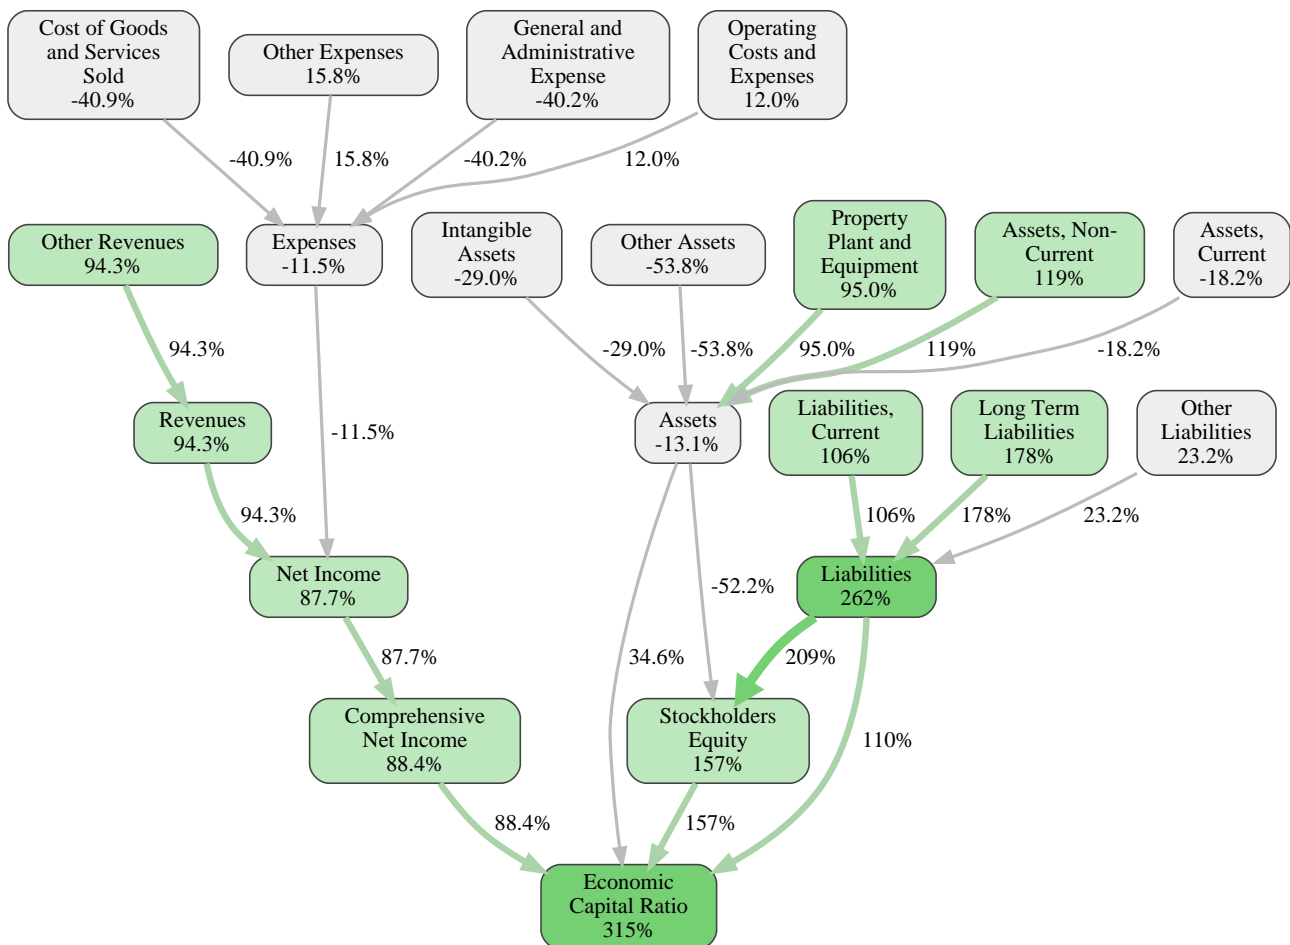 Cost of Goods
and Services
Sold
-40.9%
Other Expenses
15.8%
General and
Administrative
Expense
-40.2%
Operating
Costs and
Expenses
12.0%
-40.9%
15.8%
-40.2%
12.0%
Other Revenues
94.3%
Expenses
-11.5%
Intangible
Assets
-29.0%
Other Assets
-53.8%
Property
Plant and
Equipment
95.0%
Assets, Non-
Current
119%
Assets,
Current
-18.2%
94.3%
-29.0%
-53.8%
95.0%
119%
-18.2%
Revenues
94.3%
-11.5%
Assets
-13.1%
Liabilities,
Current
106%
Long Term
Liabilities
178%
Other
Liabilities
23.2%
94.3%
106%
178%
23.2%
Net Income
87.7%
-52.2%
Liabilities
262%
87.7%
34.6%
209%
Comprehensive
Net Income
88.4%
Stockholders
Equity
157%
110%
88.4%
157%
Economic
Capital Ratio
315%